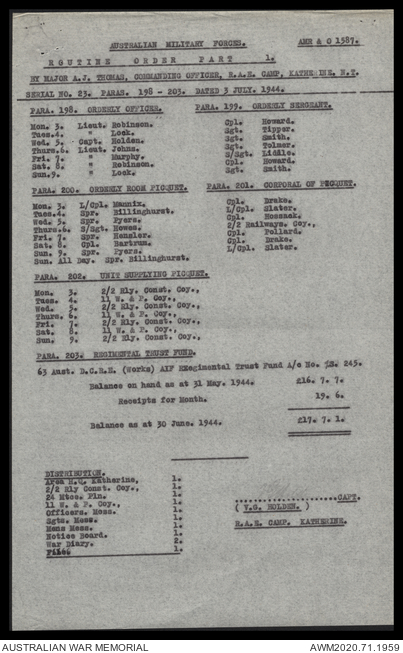 AUSTRALIAN MILITARY FORCES. AHR & O 1587.
ROUTINE ORDER PART 1.
BY MAJOR A.J. THOMAS, COMMANDING OFFICER, R.A.E. CAMP, KATHERINE, N.T.
SERIAL NO. 23. PARAS. 198 - 203. DATED 3 JULY. 1944.
PARA. 198. ORDERLY OFFICER. PARA. 199. ORDERLY SERGEANT.
Mon. 3. Lieut. Robinson. Cpl. Howard.
Tues.4. " Lock. Sgt. Tipper.
Wed. 5. Capt. Holden. Sgt. Smith.
Thurs.6. Lieut. Johns. Sgt. Tolmer.
Fri. 7. " Murphy. S/Sgt. Liddle.
Sat. 8. " Robinson. Cpl. Howard.
Sun.9. " Lock. Sgt. Smith.
PARA. 200. ORDERLY ROOM PICQUET. PARA. 201. CORPORAL OF PICQUET.
Mon. 3. L/Cpl. Mannix. Cpl. Drake.
Tues.4. Spr. Billinghurst. L/Cpl. Slater.
Wed. 5. Spr. Pyers. Cpl. Hossack.
Thurs.6. S/Sgt. Howes. 2/2 Railways. Coy.,
Fri. 7. Spr. Hensler. Cpl. Pollard.
Sat. 8. Cpl. Bartrum. Cpl. Drake.
Sun. 9. Spr. Pyers. L/Cpl. Slater.
Sun. All Day. Spr. Billinghurst.
PARA. 202. UNIT SUPPLYING PICQUET.
Mon. 3. 2/2 Rly. Const. Coy.,
Tues. 4. 11 W. & P. Coy.,
Wed. 5. 2/2 Rly. Const. Coy.,
Thurs. 6. 11 W. & P. Coy.,
Fri. 7. 2/2 Rly. Const. Coy.,
Sat. 8. 11 W. & P. Coy.,
Sun. 9. 2/2 Rly. Const. Coy.,
PARA. 203. REGIMENTAL TRUST FUND.
63 Aust. D.C.R.E. (Works) AIF Regimental Trust Fund A/c No. 245.
Balance on hand as at 31 May. 1944. £16. 7. 7.
Receipts for Month. 19. 6.
Balance as at 30 June. 1944. £17. 7. 1.
DISTRIBUTION.
Area H.Q. Katherine, 1.
2/2 Rly Const. Coy., 1.
24 Mtce. Pln. 1.
11 W. & P. Coy., 1.
Officers. Mess. 1.
Sgts. Mess. 1.
Mens Mess. 1.
Notice Board. 1.
War Diary. 2.
File 1.
....................CAPT.
( V.G. HOLDEN. )
R.A.E. CAMP. KATHERINE.
AUSTRALIAN WAR MEMORIAL AWM2020.71.1959